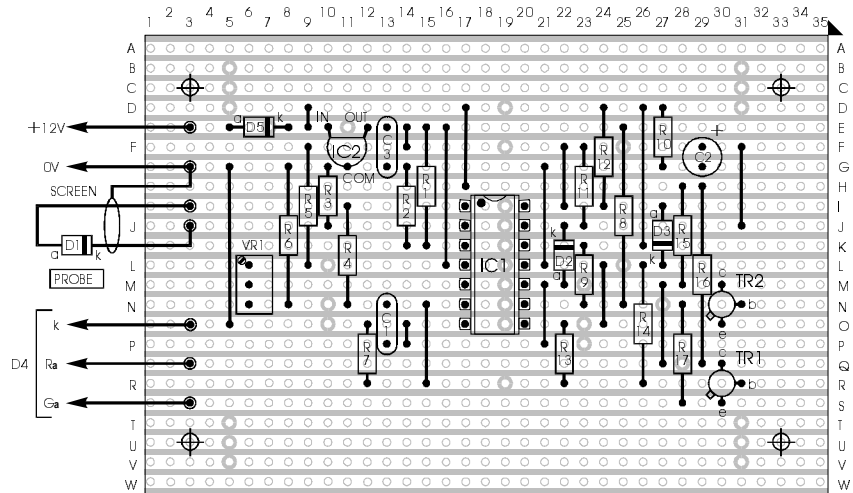 1 2 3 4 5 6 7 8 9 10 11 12 13 14 15 16 17 18 19 20 21 22 23 24 25 26 27 28 29 30 31 32 33 34 35
A A
B B
C C
D D
+12V a D5 k IN OUT E C3 R10 + E
F IC2 R12 C2 F
0V G COM R11 G
SCREEN H R5 R3 R2 R1 H
I R8 a I
J R6 k D3 R15 J
a D1 k K VR1 R4 D2 k K
PROBE L IC1 R9 R16 L
M a c TR2 M
N b N
k O C1 R14 e O
P R7 R13 R17 c TR1 P
D4 Ra Q Q
R b R
Ga S e S
T T
U U
V V
W W